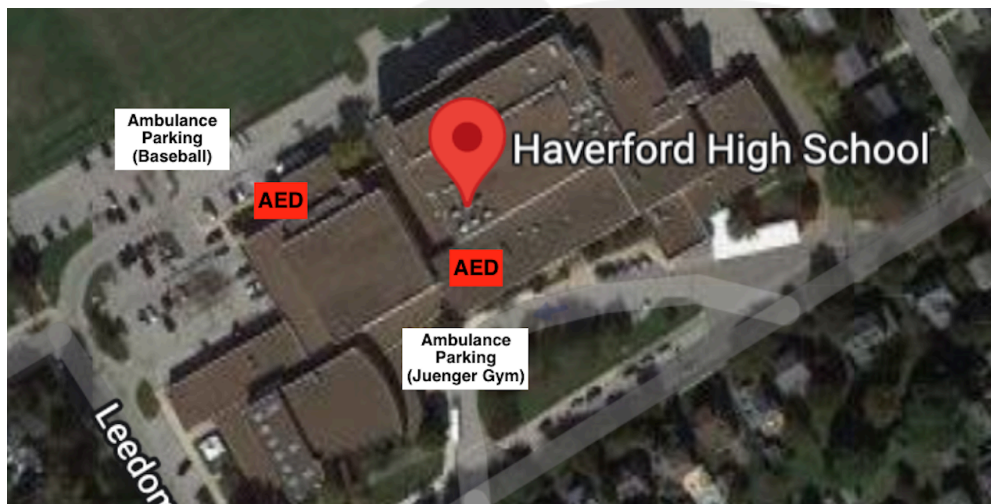 Ambulance
Parking
(Baseball)
Haverford High School
AED
AED
Ambulance
Parking
(Juenger Gym)
Leedom